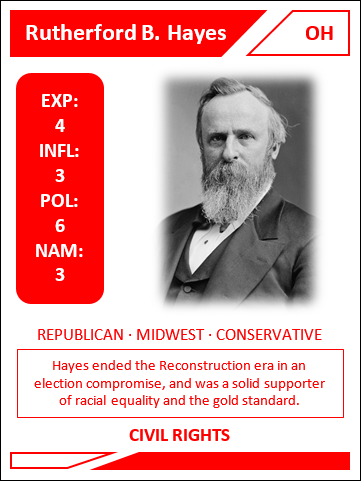 Rutherford B. Hayes
OH
EXP:
4
INFL:
3
POL:
6
NAM:
3
REPUBLICAN · MIDWEST · CONSERVATIVE
Hayes ended the Reconstruction era in an
election compromise, and was a solid supporter
of racial equality and the gold standard.
CIVIL RIGHTS